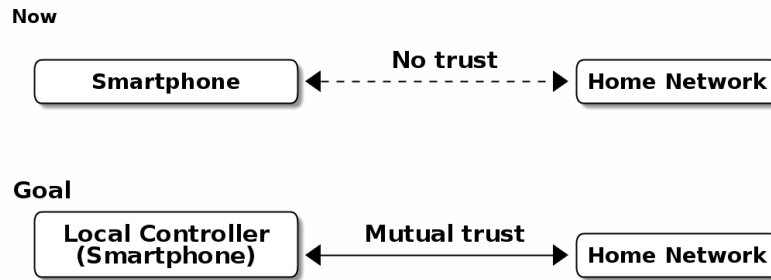 Now
Smartphone
No trust
Home Network
Goal
Local Controller
(Smartphone)
Mutual trust
Home Network